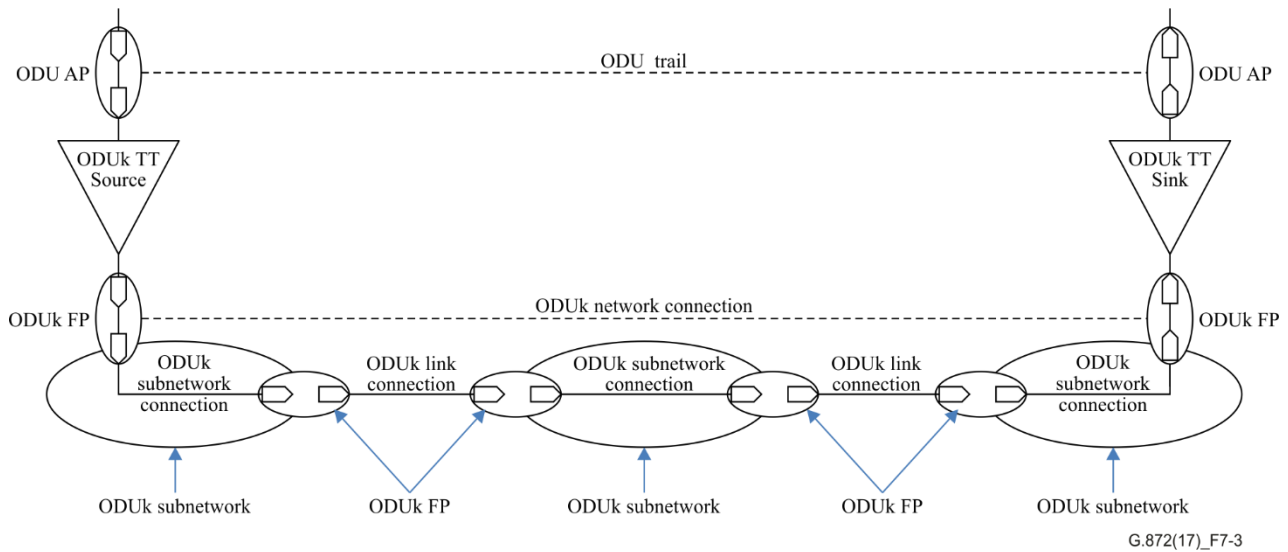 ODU AP
ODU trail
ODU AP
ODUk TT
Source
ODUk TT
Sink
ODUk FP
ODUk network connection
ODUk FP
ODUk
subnetwork
connection
ODUk link
connection
ODUk subnetwork
connection
ODUk link
connection
ODUk
subnetwork
connection
ODUk subnetwork
ODUk FP
ODUk subnetwork
ODUk FP
ODUk subnetwork
G.872(17)_F7-3